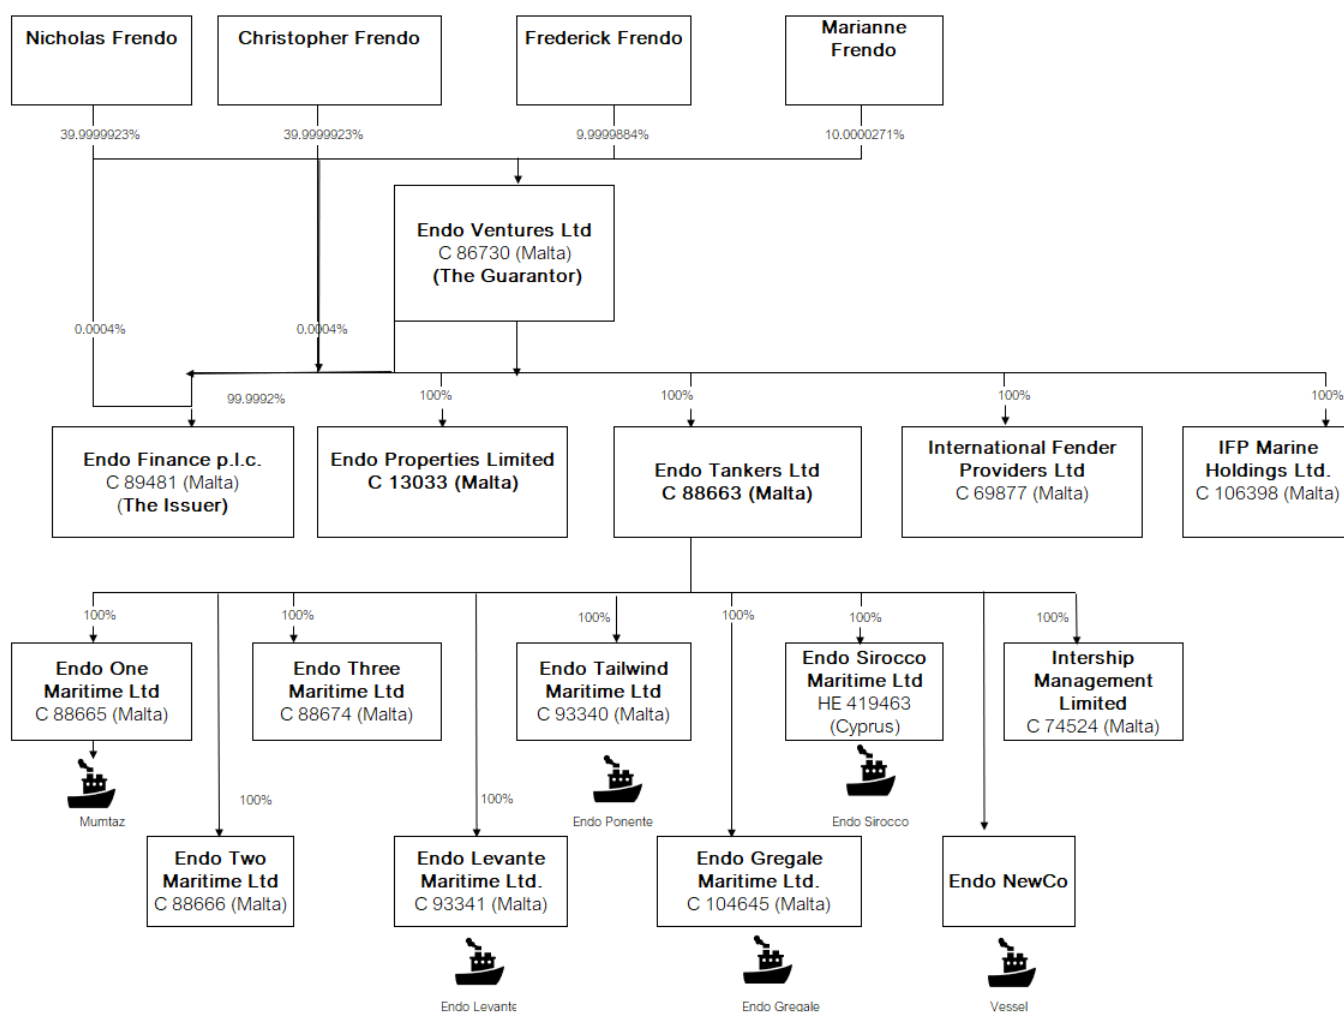 Nicholas Frendo
Christopher Frendo
Frederick Frendo
Marianne
Frendo
39.9999923%
39.9999923%
9.9999884%
10.0000271%
Endo Ventures Ltd
C 86730 (Malta)
(The Guarantor)
0.0004%
0.0004%
99.9992%
100%
100%
100%
100%
Endo Finance p.l.c.
C 89481 (Malta)
(The Issuer)
Endo Properties Limited
C 13033 (Malta)
Endo Tankers Ltd
C 88663 (Malta)
International Fender
Providers Ltd
C 69877 (Malta)
IFP Marine
Holdings Ltd.
C 106398 (Malta)
100%
100%
100%
100%
100%
100%
Endo One
Maritime Ltd
C 88665 (Malta)
Endo Three
Maritime Ltd
C 88674 (Malta)
Endo Tailwind
Maritime Ltd
C 93340 (Malta)
Endo Sirocco
Maritime Ltd
HE 419463
(Cyprus)
Intership
Management
Limited
C 74524 (Malta)
100%
100%
Mumtaz
Endo Ponente
Endo Sirocco
Endo Two
Maritime Ltd
C 88666 (Malta)
Endo Levante
Maritime Ltd.
C 93341 (Malta)
Endo Gregale
Maritime Ltd.
C 104645 (Malta)
Endo NewCo
Endo Levante
Endo Gregale
Vessel